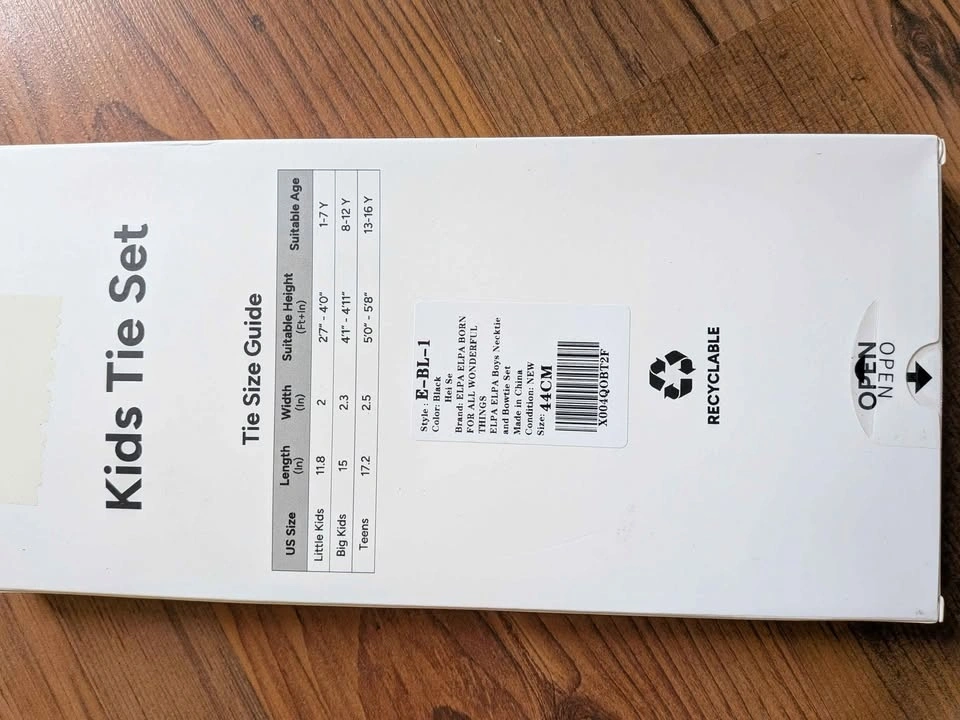 Kids Tie Set
Tie Size Guide
US Size Length (In) Width (In) Suitable Height (Ft+In) Suitable Age
Little Kids 11.8 2 2'7" - 4'0" 1-7 Y
Big Kids 15 2.3 4'1" - 4'11" 8-12 Y
Teens 17.2 2.5 5'0" - 5'8" 13-16 Y
Style : E-BL-1
Color: Black
Hei Se
Brand: ELPA ELPA BORN
FOR ALL WONDERFUL
THINGS
ELPA ELPA Boys Necktie
and Bowtie Set
Made in China
Condition: NEW
Size: 44CM
X004QOBT2F
RECYCLABLE
OPEN
OPEN